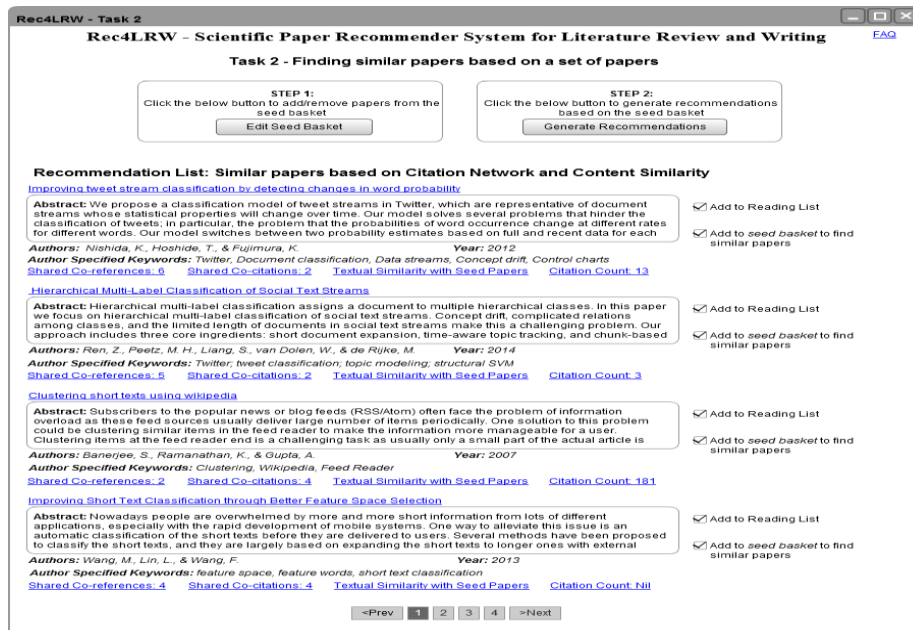 Rec4LRW - Task 2
Rec4LRW - Scientific Paper Recommender System for Literature Review and Writing
FAQ
Task 2 - Finding similar papers based on a set of papers
STEP 1:
Click the below button to add/remove papers from the
seed basket
Edit Seed Basket
STEP 2:
Click the below button to generate recommendations
based on the seed basket
Generate Recommendations
Recommendation List: Similar papers based on Citation Network and Content Similarity
Improving tweet stream classification by detecting changes in word probability
Abstract: We propose a classification model of tweet streams in Twitter, which are representative of document
streams whose statistical properties will change over time. Our model solves several problems that hinder the
classification of tweets; in particular, the problem that the probabilities of word occurrence change at different rates
for different words. Our model switches between two probability estimates based on full and recent data for each
Add to Reading List
Add to seed basket to find
similar papers
Authors: Nishida, K., Hoshide, T., & Fujimura, K. Year: 2012
Author Specified Keywords: Twitter, Document classification, Data streams, Concept drift, Control charts
Shared Co-references: 6 Shared Co-citations: 2 Textual Similarity with Seed Papers Citation Count: 13
Hierarchical Multi-Label Classification of Social Text Streams
Abstract: Hierarchical multi-label classification assigns a document to multiple hierarchical classes. In this paper
we focus on hierarchical multi-label classification of social text streams. Concept drift, complicated relations
among classes, and the limited length of documents in social text streams make this a challenging problem. Our
approach includes three core ingredients: short document expansion, time-aware topic tracking, and chunk-based
Add to Reading List
Add to seed basket to find
similar papers
Authors: Ren, Z., Peetz, M. H., Liang, S., van Dolen, W., & de Rijke, M. Year: 2014
Author Specified Keywords: Twitter; tweet classification; topic modeling; structural SVM
Shared Co-references: 5 Shared Co-citations: 2 Textual Similarity with Seed Papers Citation Count: 3
Clustering short texts using wikipedia
Abstract: Subscribers to the popular news or blog feeds (RSS/Atom) often face the problem of information
overload as these feed sources usually deliver large number of items periodically. One solution to this problem
could be clustering similar items in the feed reader to make the information more manageable for a user.
Clustering items at the feed reader end is a challenging task as usually only a small part of the actual article is
Add to Reading List
Add to seed basket to find
similar papers
Authors: Banerjee, S., Ramanathan, K., & Gupta, A. Year: 2007
Author Specified Keywords: Clustering, Wikipedia, Feed Reader
Shared Co-references: 2 Shared Co-citations: 4 Textual Similarity with Seed Papers Citation Count: 181
Improving Short Text Classification through Better Feature Space Selection
Abstract: Nowadays people are overwhelmed by more and more short information from lots of different
applications, especially with the rapid development of mobile systems. One way to alleviate this issue is an
automatic classification of the short texts before they are delivered to users. Several methods have been proposed
to classify the short texts, and they are largely based on expanding the short texts to longer ones with external
Add to Reading List
Add to seed basket to find
similar papers
Authors: Wang, M., Lin, L., & Wang, F. Year: 2013
Author Specified Keywords: feature space, feature words, short text classification
Shared Co-references: 4 Shared Co-citations: 4 Textual Similarity with Seed Papers Citation Count: Nil
<Prev 1 2 3 4 >Next